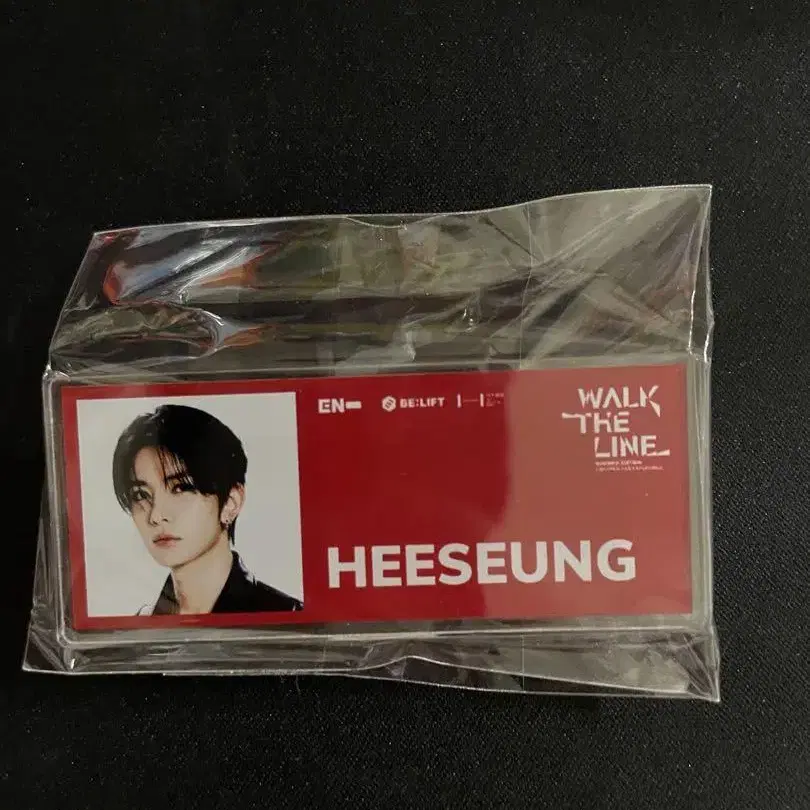 EN-
BE:LIFT
WALK
THE
LINE
HEESEUNG